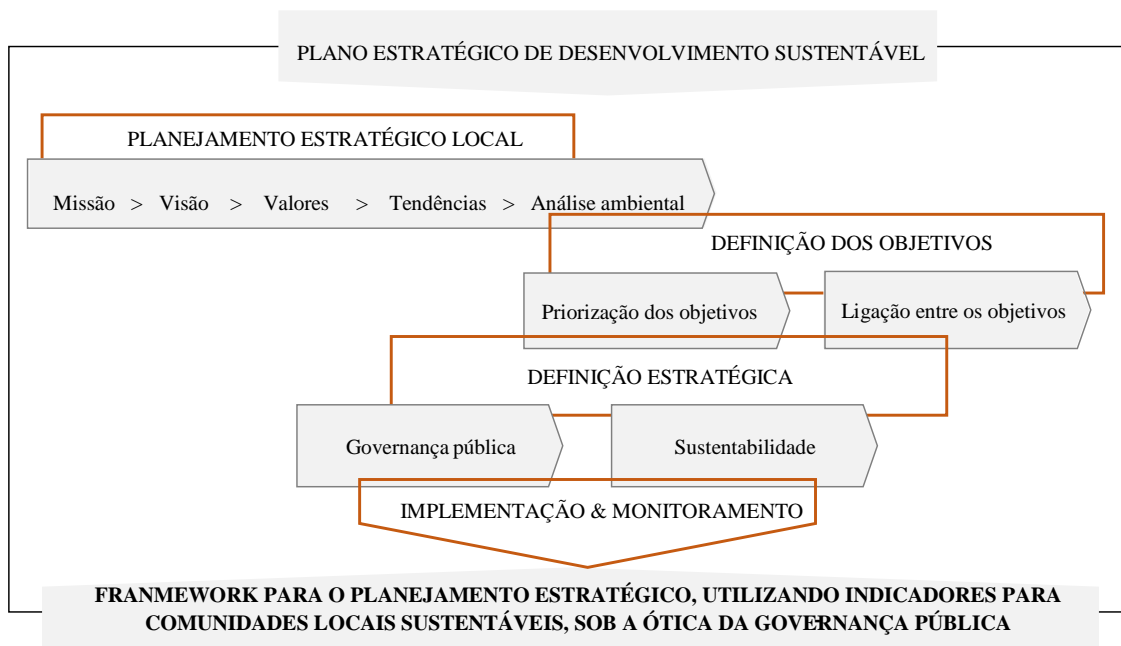 PLANO ESTRATÉGICO DE DESENVOLVIMENTO SUSTENTÁVEL
PLANEJAMENTO ESTRATÉGICO LOCAL
Missão > Visão > Valores > Tendências > Análise ambiental
DEFINIÇÃO DOS OBJETIVOS
Priorização dos objetivos
Ligação entre os objetivos
DEFINIÇÃO ESTRATÉGICA
Governança pública
Sustentabilidade
IMPLEMENTAÇÃO & MONITORAMENTO
FRANMEWORK PARA O PLANEJAMENTO ESTRATÉGICO, UTILIZANDO INDICADORES PARA
COMUNIDADES LOCAIS SUSTENTÁVEIS, SOB A ÓTICA DA GOVERNANÇA PÚBLICA